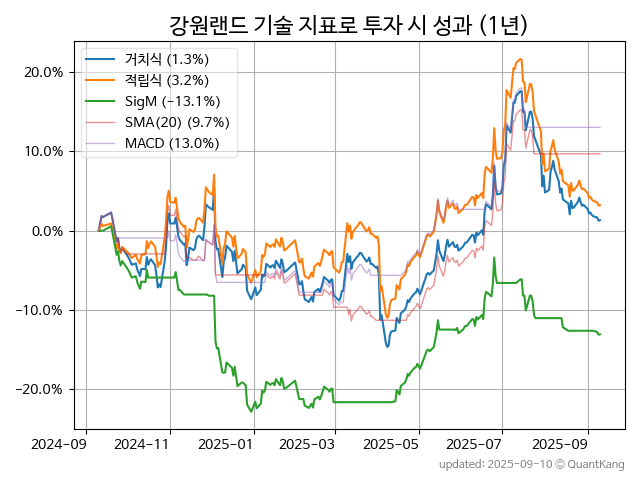 강원랜드 기술 지표로 투자 시 성과 (1년)
거치식 (1.3%)
적립식 (3.2%)
SigM (−13.1%)
SMA(20) (9.7%)
MACD (13.0%)
20.0%
10.0%
0.0%
−10.0%
−20.0%
2024-09 2024-11 2025-01 2025-03 2025-05 2025-07 2025-09
updated: 2025-09-10 © QuantKang